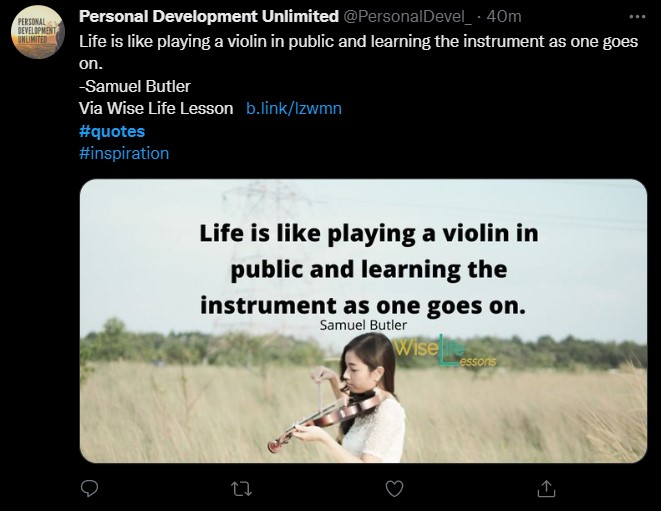 PERSONAL
DEVELOPMENT
UNLIMITED
Personal Development Unlimited @PersonalDevel_ · 40m
Life is like playing a violin in public and learning the instrument as one goes
on.
-Samuel Butler
Via Wise Life Lesson b.link/lzwmn
#quotes
#inspiration
Life is like playing a violin in
public and learning the
instrument as one goes on.
Samuel Butler
WiseLife
Lessons